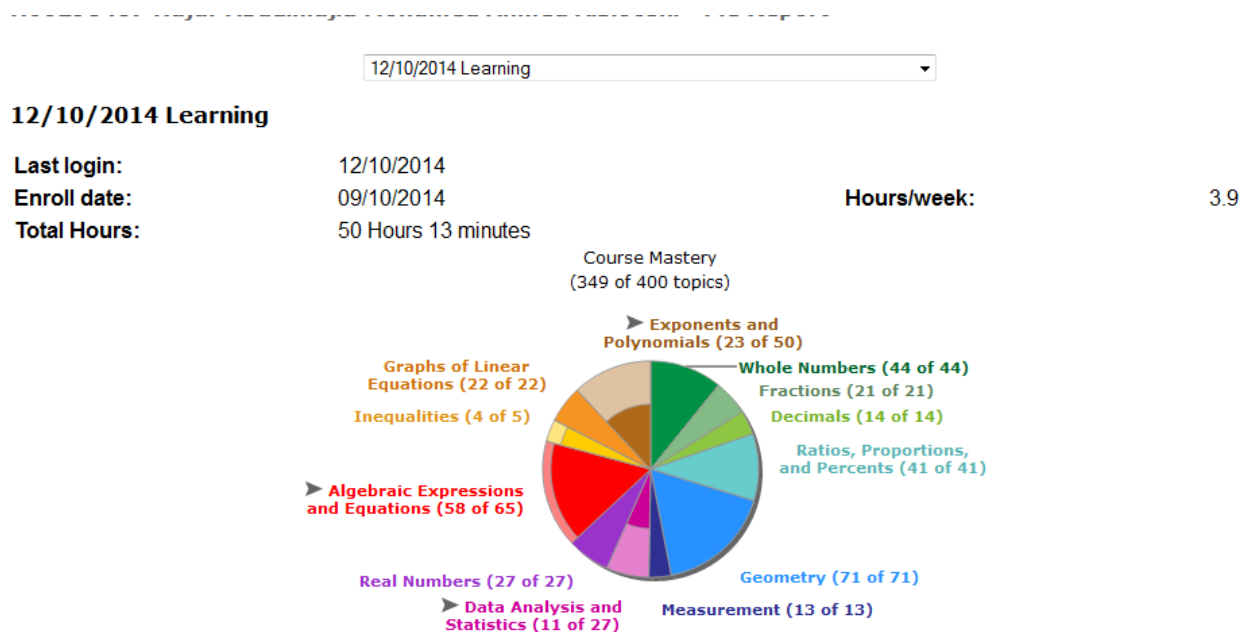 12/10/2014 Learning
12/10/2014 Learning
Last login: 12/10/2014
Enroll date: 09/10/2014 Hours/week: 3.9
Total Hours: 50 Hours 13 minutes
Course Mastery
(349 of 400 topics)
Exponents and
Polynomials (23 of 50)
Graphs of Linear
Equations (22 of 22)
Whole Numbers (44 of 44)
Fractions (21 of 21)
Inequalities (4 of 5)
Decimals (14 of 14)
Ratios, Proportions,
and Percents (41 of 41)
Algebraic Expressions
and Equations (58 of 65)
Real Numbers (27 of 27)
Geometry (71 of 71)
Data Analysis and
Statistics (11 of 27)
Measurement (13 of 13)